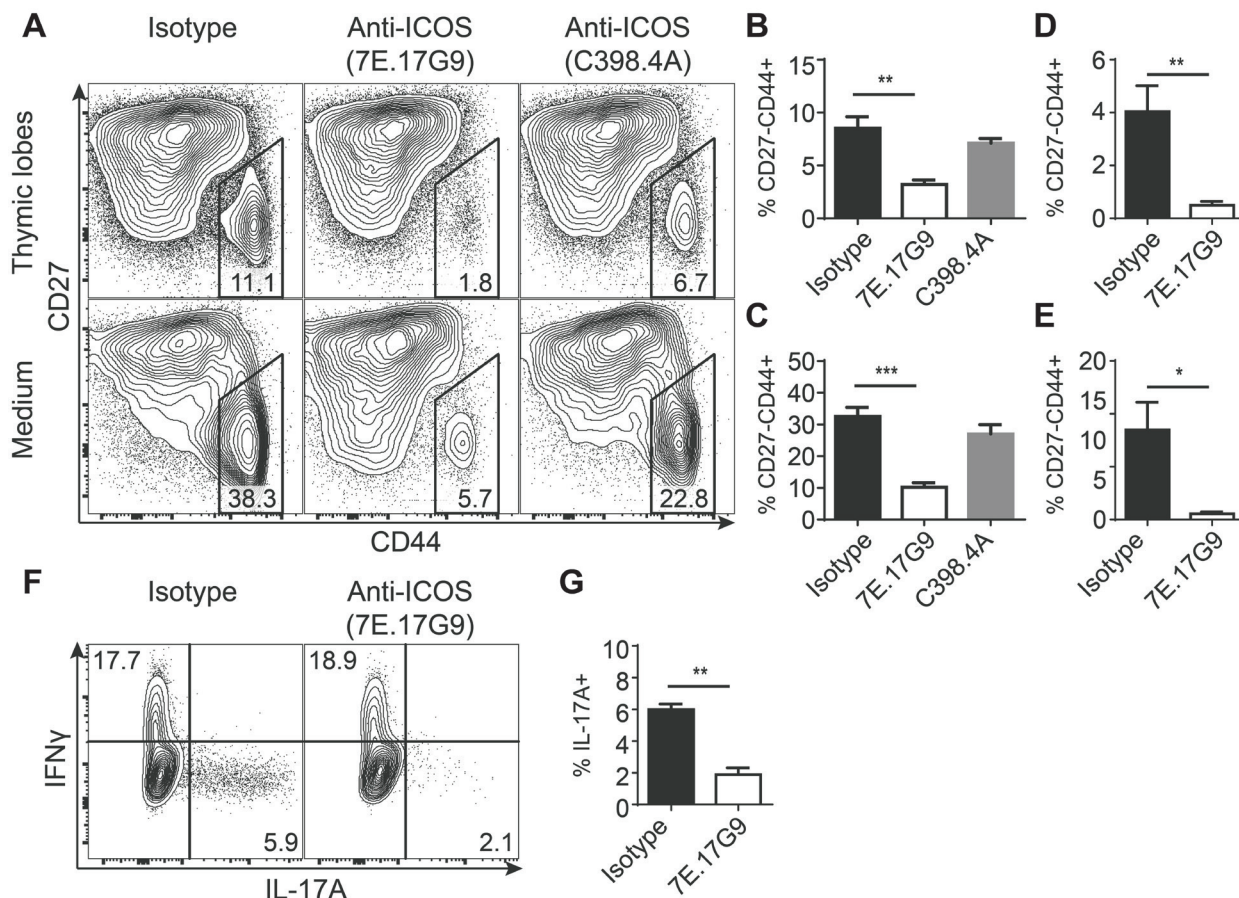 A
Isotype
Anti-ICOS
(7E.17G9)
Anti-ICOS
(C398.4A)
Thymic lobes
Medium
CD27
11.1
1.8
6.7
38.3
5.7
22.8
CD44
B
% CD27-CD44+
15
10
5
0
**
Isotype
7E.17G9
C398.4A
D
% CD27-CD44+
6
4
2
0
**
Isotype
7E.17G9
C
% CD27-CD44+
50
40
30
20
10
0
***
Isotype
7E.17G9
C398.4A
E
% CD27-CD44+
20
15
10
5
0
*
Isotype
7E.17G9
F
Isotype
Anti-ICOS
(7E.17G9)
IFNγ
17.7
18.9
5.9
2.1
IL-17A
G
% IL-17A+
10
8
6
4
2
0
**
Isotype
7E.17G9